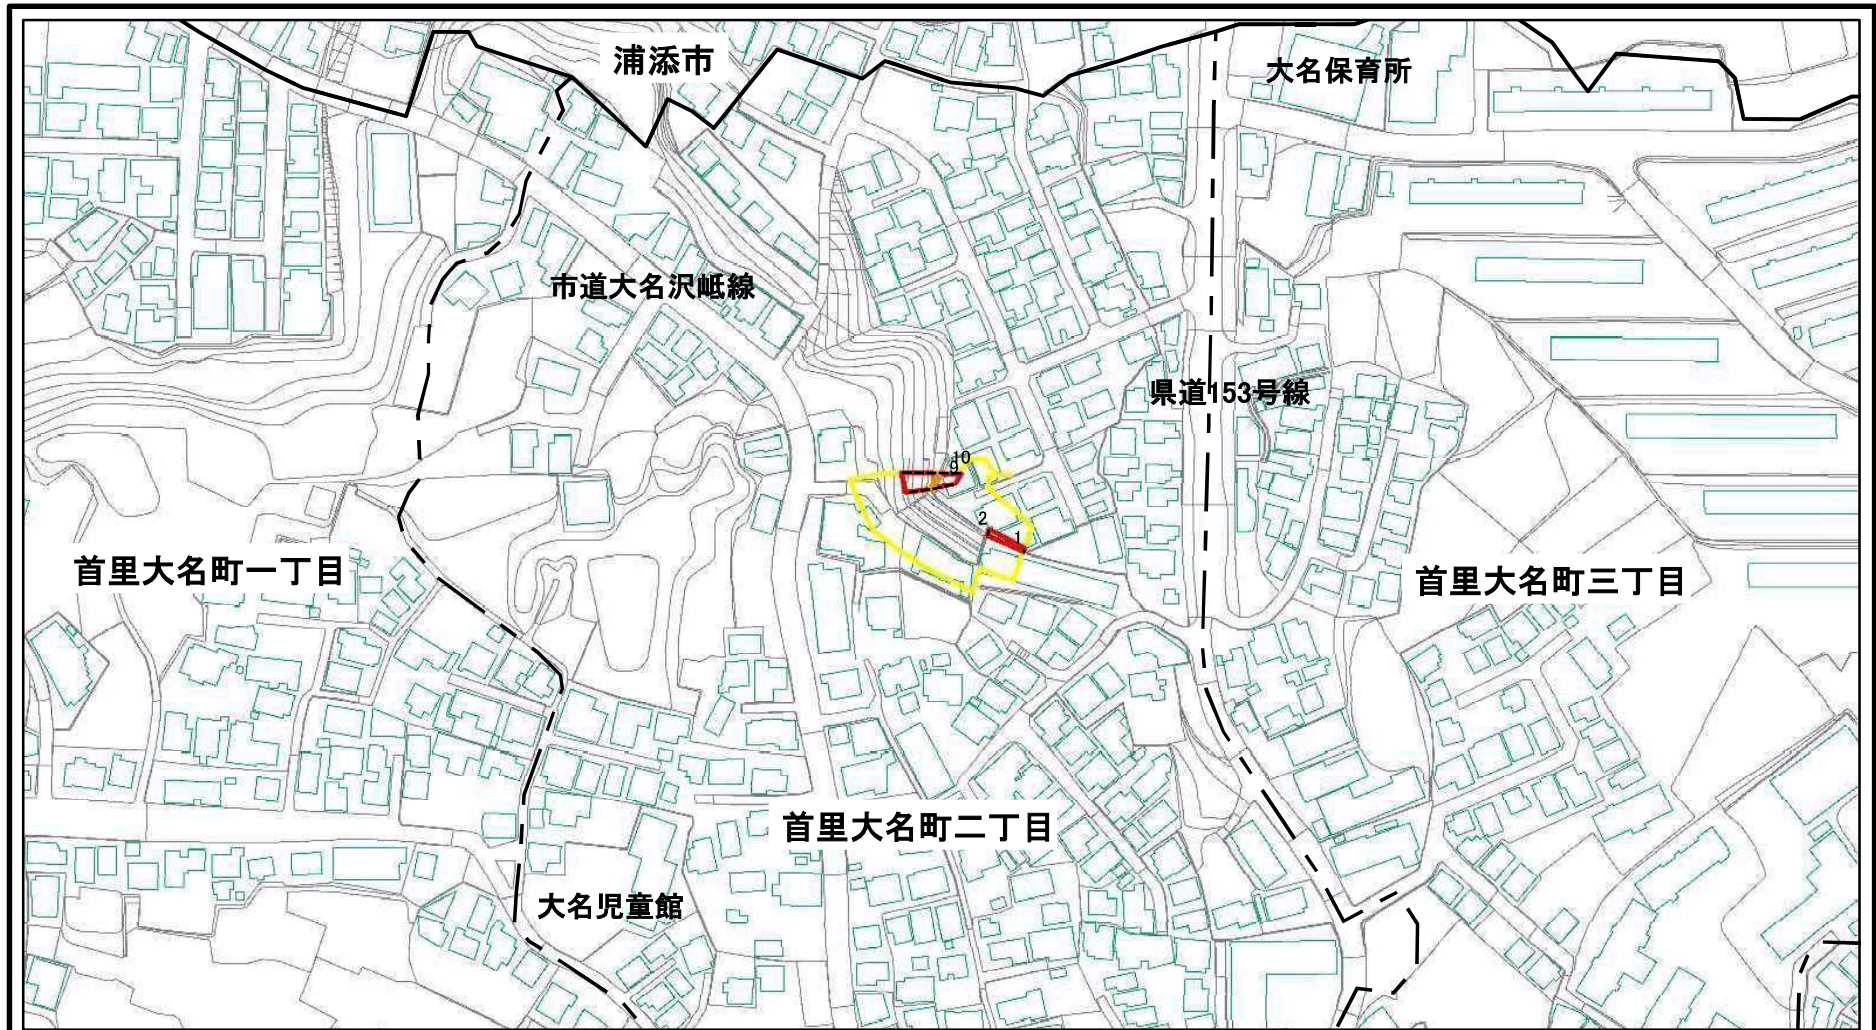 浦添市
大名保育所
市道大名沢岻線
県道153号線
10
9
2
1
首里大名町一丁目
首里大名町三丁目
首里大名町二丁目
大名児童館